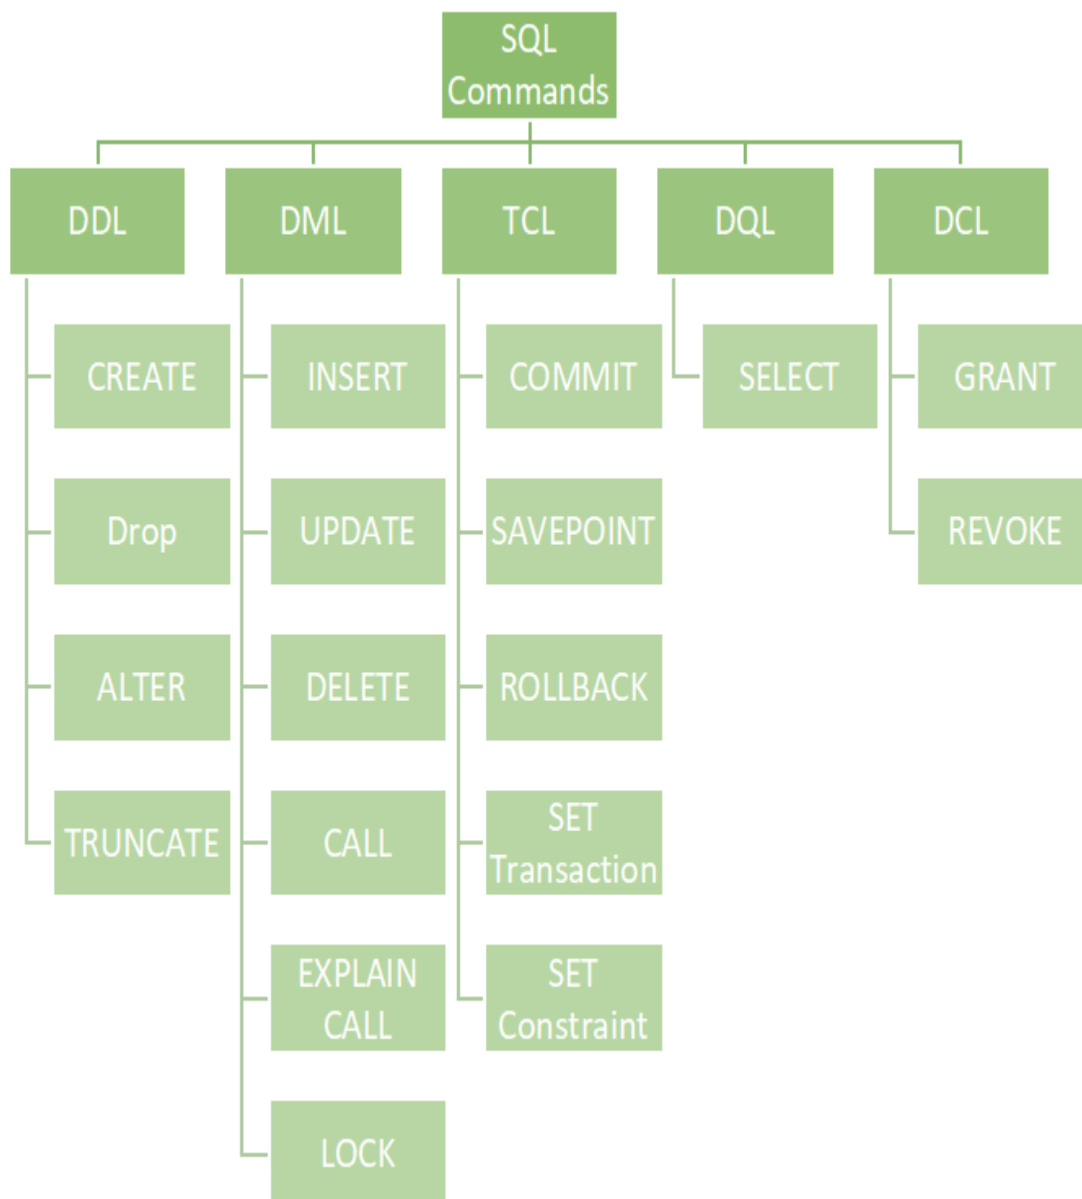 SQL
Commands
DDL
DML
TCL
DQL
DCL
CREATE
INSERT
COMMIT
SELECT
GRANT
Drop
UPDATE
SAVEPOINT
REVOKE
ALTER
DELETE
ROLLBACK
TRUNCATE
CALL
SET
Transaction
EXPLAIN
CALL
SET
Constraint
LOCK